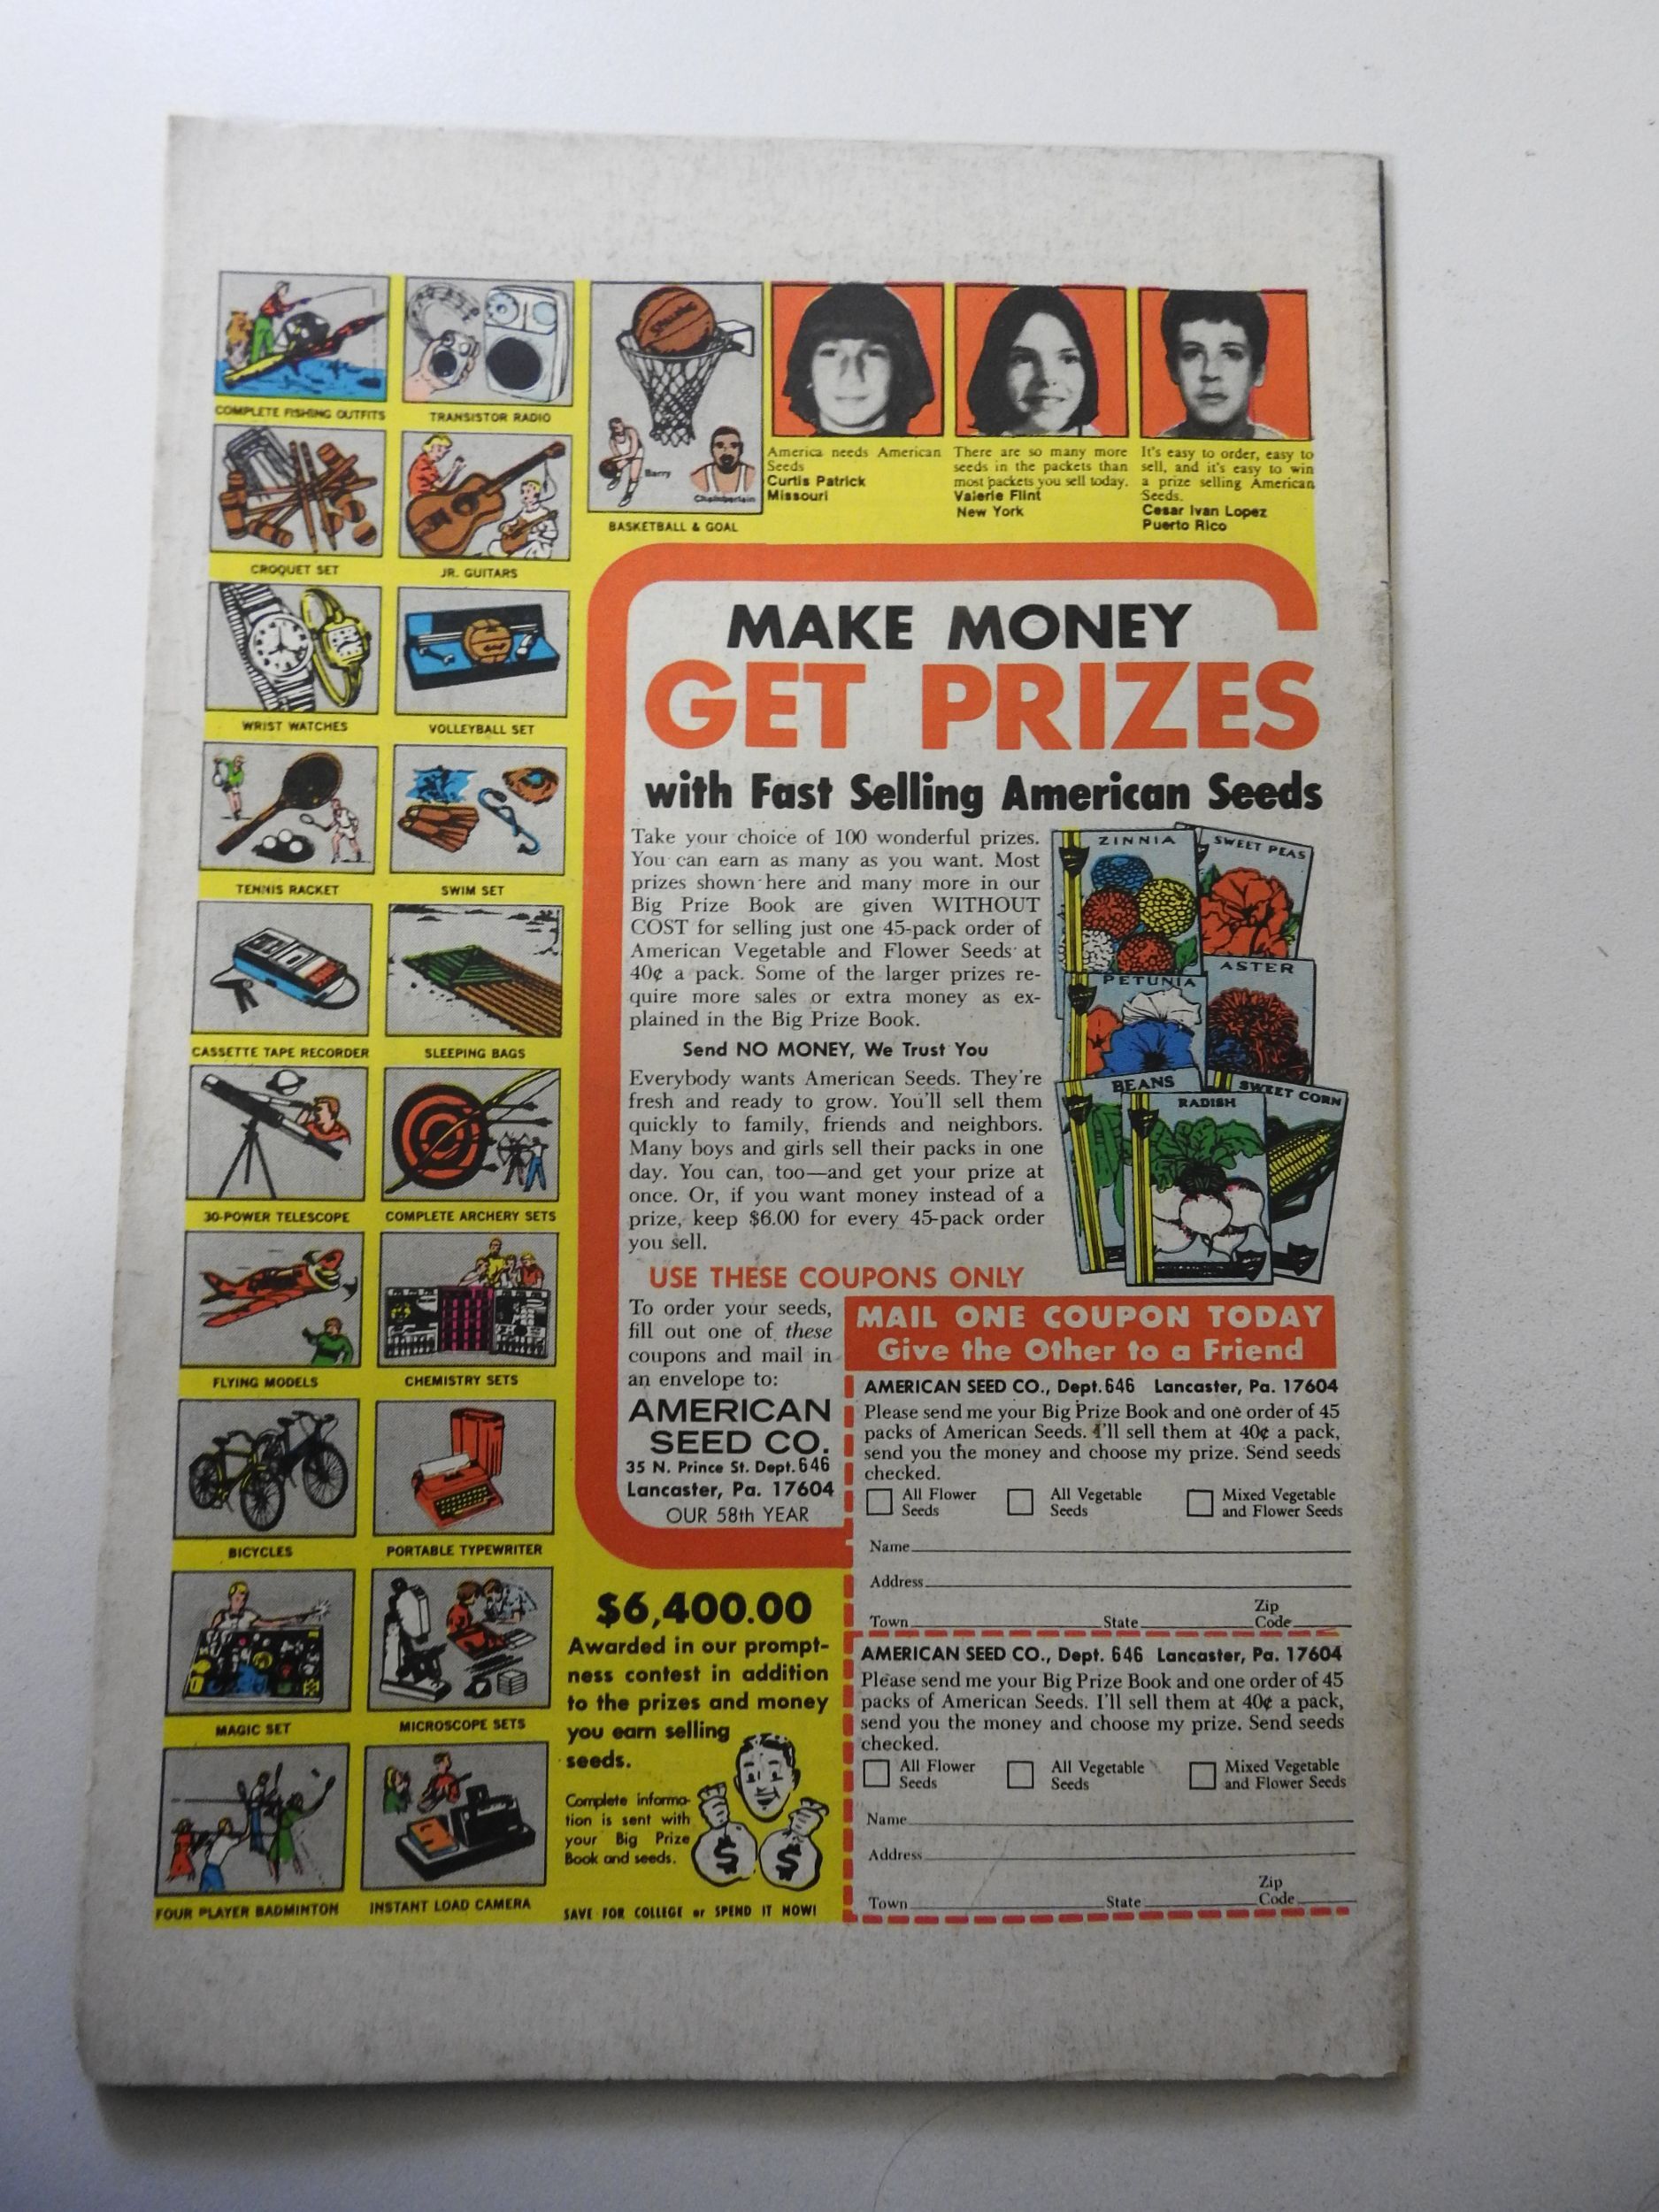 COMPLETE FISHING OUTFITS
TRANSISTOR RADIO
CROQUET SET
JR. GUITARS
WRIST WATCHES
VOLLEYBALL SET
TENNIS RACKET
SWIM SET
CASSETTE TAPE RECORDER
SLEEPING BAGS
30-POWER TELESCOPE
COMPLETE ARCHERY SETS
FLYING MODELS
CHEMISTRY SETS
BICYCLES
PORTABLE TYPEWRITER
MAGIC SET
MICROSCOPE SETS
FOUR PLAYER BADMINTON
INSTANT LOAD CAMERA
SPALDING
Barry
Chamberlain
BASKETBALL & GOAL
America needs American
Seeds
Curtis Patrick
Missouri
There are so many more
seeds in the packets than
most packets you sell today.
Valerie Flint
New York
It's easy to order, easy to
sell, and it's easy to win
a prize selling American
Seeds.
Cesar Ivan Lopez
Puerto Rico
MAKE MONEY
GET PRIZES
with Fast Selling American Seeds
Take your choice of 100 wonderful prizes.
You can earn as many as you want. Most
prizes shown here and many more in our
Big Prize Book are given WITHOUT
COST for selling just one 45-pack order of
American Vegetable and Flower Seeds at
40¢ a pack. Some of the larger prizes re-
quire more sales or extra money as ex-
plained in the Big Prize Book.
Send NO MONEY, We Trust You
Everybody wants American Seeds. They're
fresh and ready to grow. You'll sell them
quickly to family, friends and neighbors.
Many boys and girls sell their packs in one
day. You can, too—and get your prize at
once. Or, if you want money instead of a
prize, keep $6.00 for every 45-pack order
you sell.
ZINNIA
SWEET PEAS
PETUNIA
ASTER
BEANS
RADISH
SWEET CORN
USE THESE COUPONS ONLY
To order your seeds,
fill out one of these
coupons and mail in
an envelope to:
AMERICAN
SEED CO.
35 N. Prince St. Dept. 646
Lancaster, Pa. 17604
OUR 58th YEAR
MAIL ONE COUPON TODAY
Give the Other to a Friend
AMERICAN SEED CO., Dept. 646 Lancaster, Pa. 17604
Please send me your Big Prize Book and one order of 45
packs of American Seeds. I'll sell them at 40¢ a pack,
send you the money and choose my prize. Send seeds
checked.
All Flower Seeds
All Vegetable Seeds
Mixed Vegetable and Flower Seeds
Name
Address
Town State Zip Code
AMERICAN SEED CO., Dept. 646 Lancaster, Pa. 17604
Please send me your Big Prize Book and one order of 45
packs of American Seeds. I'll sell them at 40¢ a pack,
send you the money and choose my prize. Send seeds
checked.
All Flower Seeds
All Vegetable Seeds
Mixed Vegetable and Flower Seeds
Name
Address
Town State Zip Code
$6,400.00
Awarded in our prompt-
ness contest in addition
to the prizes and money
you earn selling
seeds.
Complete informa-
tion is sent with
your Big Prize
Book and seeds.
$ $
SAVE FOR COLLEGE or SPEND IT NOW!